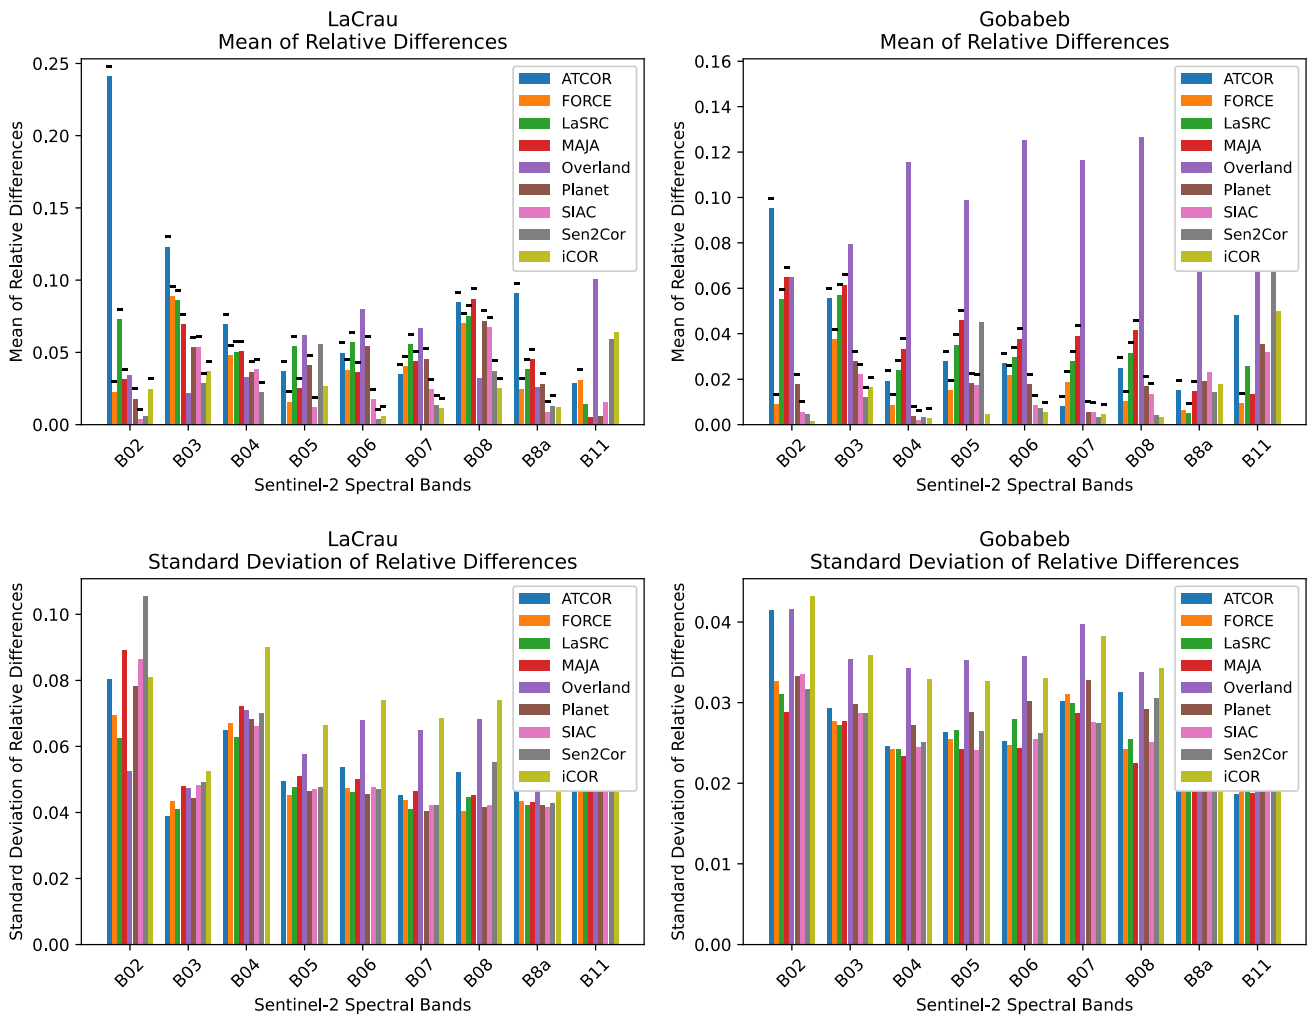 LaCrau
Mean of Relative Differences
Mean of Relative Differences
0.25
0.20
0.15
0.10
0.05
0.00
ATCOR
FORCE
LaSRC
MAJA
Overland
Planet
SIAC
Sen2Cor
iCOR
B02
B03
B04
B05
B06
B07
B08
B8a
B11
Sentinel-2 Spectral Bands
Gobabeb
Mean of Relative Differences
Mean of Relative Differences
0.16
0.14
0.12
0.10
0.08
0.06
0.04
0.02
0.00
ATCOR
FORCE
LaSRC
MAJA
Overland
Planet
SIAC
Sen2Cor
iCOR
B02
B03
B04
B05
B06
B07
B08
B8a
B11
Sentinel-2 Spectral Bands
LaCrau
Standard Deviation of Relative Differences
Standard Deviation of Relative Differences
0.10
0.08
0.06
0.04
0.02
0.00
ATCOR
FORCE
LaSRC
MAJA
Overland
Planet
SIAC
Sen2Cor
iCOR
B02
B03
B04
B05
B06
B07
B08
B8a
B11
Sentinel-2 Spectral Bands
Gobabeb
Standard Deviation of Relative Differences
Standard Deviation of Relative Differences
0.04
0.03
0.02
0.01
0.00
ATCOR
FORCE
LaSRC
MAJA
Overland
Planet
SIAC
Sen2Cor
iCOR
B02
B03
B04
B05
B06
B07
B08
B8a
B11
Sentinel-2 Spectral Bands